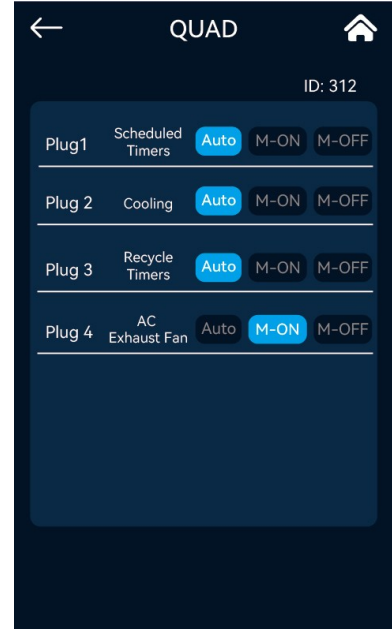 QUAD
ID: 312
Plug1 Scheduled Timers Auto M-ON M-OFF
Plug 2 Cooling Auto M-ON M-OFF
Plug 3 Recycle Timers Auto M-ON M-OFF
Plug 4 AC Exhaust Fan Auto M-ON M-OFF